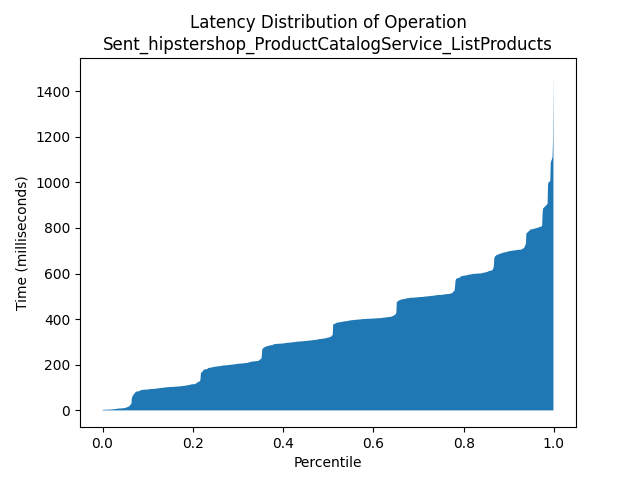 Latency Distribution of Operation
Sent_hipstershop_ProductCatalogService_ListProducts
1400
1200
1000
800
600
400
200
0
Time (milliseconds)
0.0 0.2 0.4 0.6 0.8 1.0
Percentile